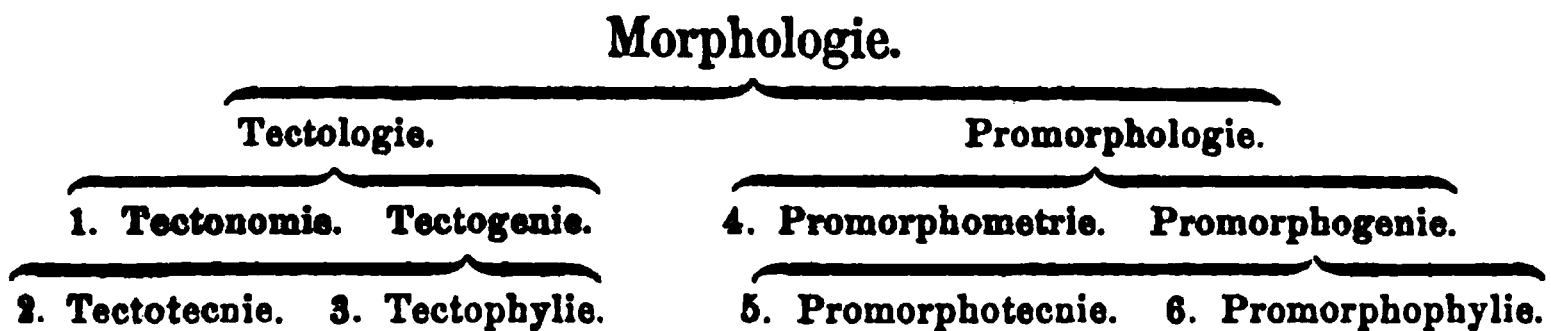 Morphologie.
Tectologie. Promorphologie.
1. Tectonomie. Tectogenie. 4. Promorphometrie. Promorphogenie.
2. Tectotecnie. 3. Tectophylie. 5. Promorphotecnie. 6. Promorphophylie.